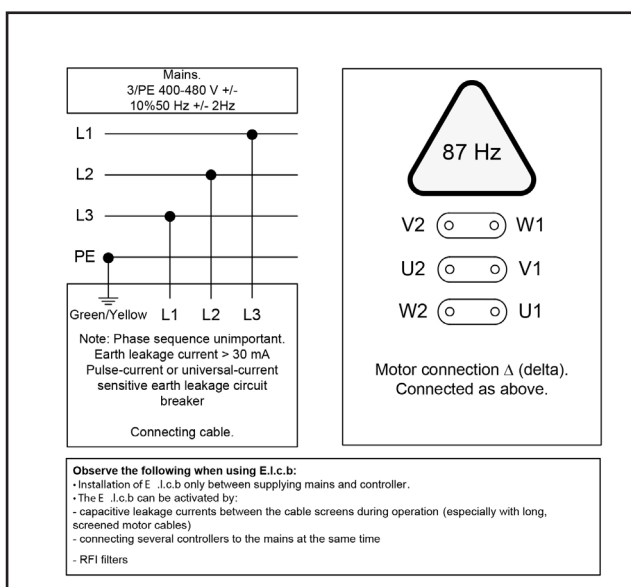 Mains.
3/PE 400-480 V +/-
10%50 Hz +/- 2Hz
L1
L2
L3
PE
Green/Yellow L1 L2 L3
Note: Phase sequence unimportant.
Earth leakage current > 30 mA
Pulse-current or universal-current
sensitive earth leakage circuit
breaker
Connecting cable.
87 Hz
V2 W1
U2 V1
W2 U1
Motor connection Δ (delta).
Connected as above.
Observe the following when using E.l.c.b:
• Installation of E .l.c.b only between supplying mains and controller.
• The E .l.c.b can be activated by:
- capacitive leakage currents between the cable screens during operation (especially with long,
screened motor cables)
- connecting several controllers to the mains at the same time
- RFI filters